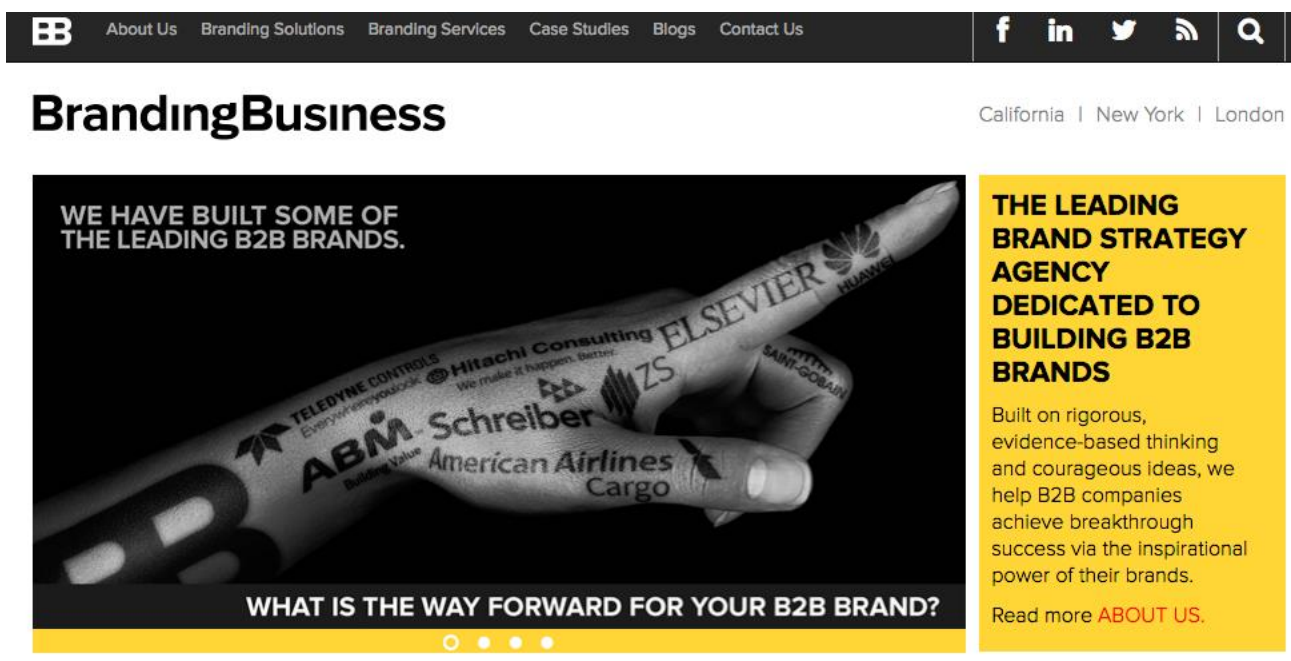 BB
About Us Branding Solutions Branding Services Case Studies Blogs Contact Us
f in
BrandingBusiness
California | New York | London
WE HAVE BUILT SOME OF
THE LEADING B2B BRANDS.
TELEDYNE CONTROLS
Everywhereyoulook
Hitachi Consulting
We make it happen. Better.
ELSEVIER
HUAWEI
SAINT-GOBAIN
ZS
ABM
Building Value
Schreiber
American Airlines
Cargo
BB
WHAT IS THE WAY FORWARD FOR YOUR B2B BRAND?
THE LEADING
BRAND STRATEGY
AGENCY
DEDICATED TO
BUILDING B2B
BRANDS
Built on rigorous,
evidence-based thinking
and courageous ideas, we
help B2B companies
achieve breakthrough
success via the inspirational
power of their brands.
Read more ABOUT US.